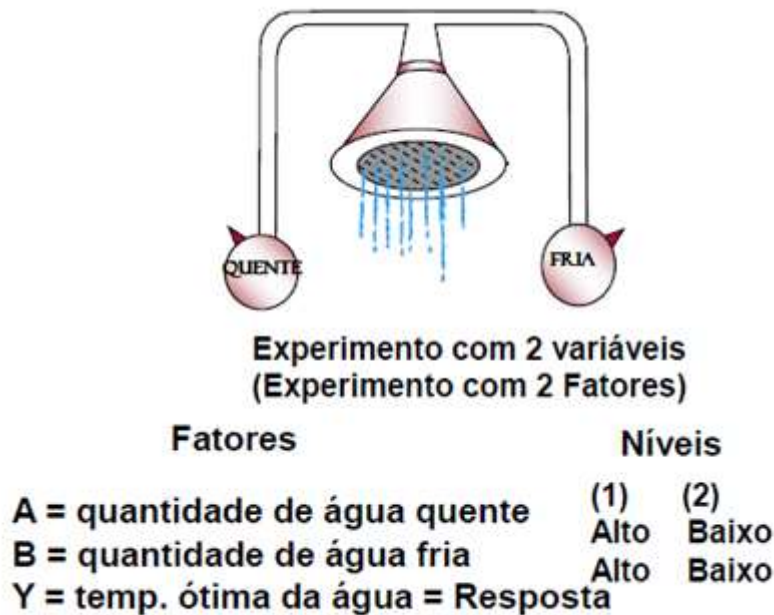 QUENTE FRIA
Experimento com 2 variáveis
(Experimento com 2 Fatores)
Fatores Níveis
(1) (2)
A = quantidade de água quente Alto Baixo
B = quantidade de água fria Alto Baixo
Y = temp. ótima da água = Resposta